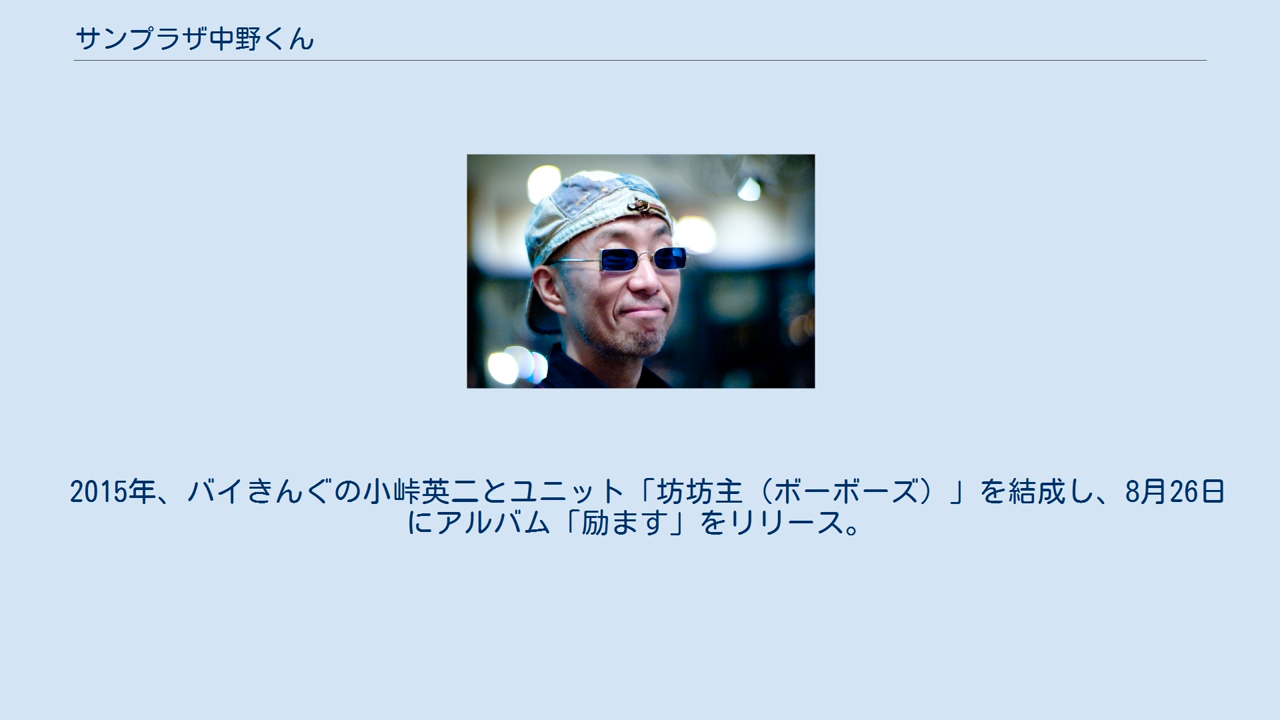 サンプラザ中野くん
2015年、バイきんぐの小峠英二とユニット「坊坊主（ボーボーズ）」を結成し、8月26日
にアルバム「励ます」をリリース。